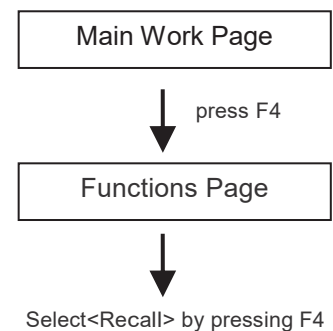 Main Work Page
press F4
Functions Page
Select<Recall> by pressing F4